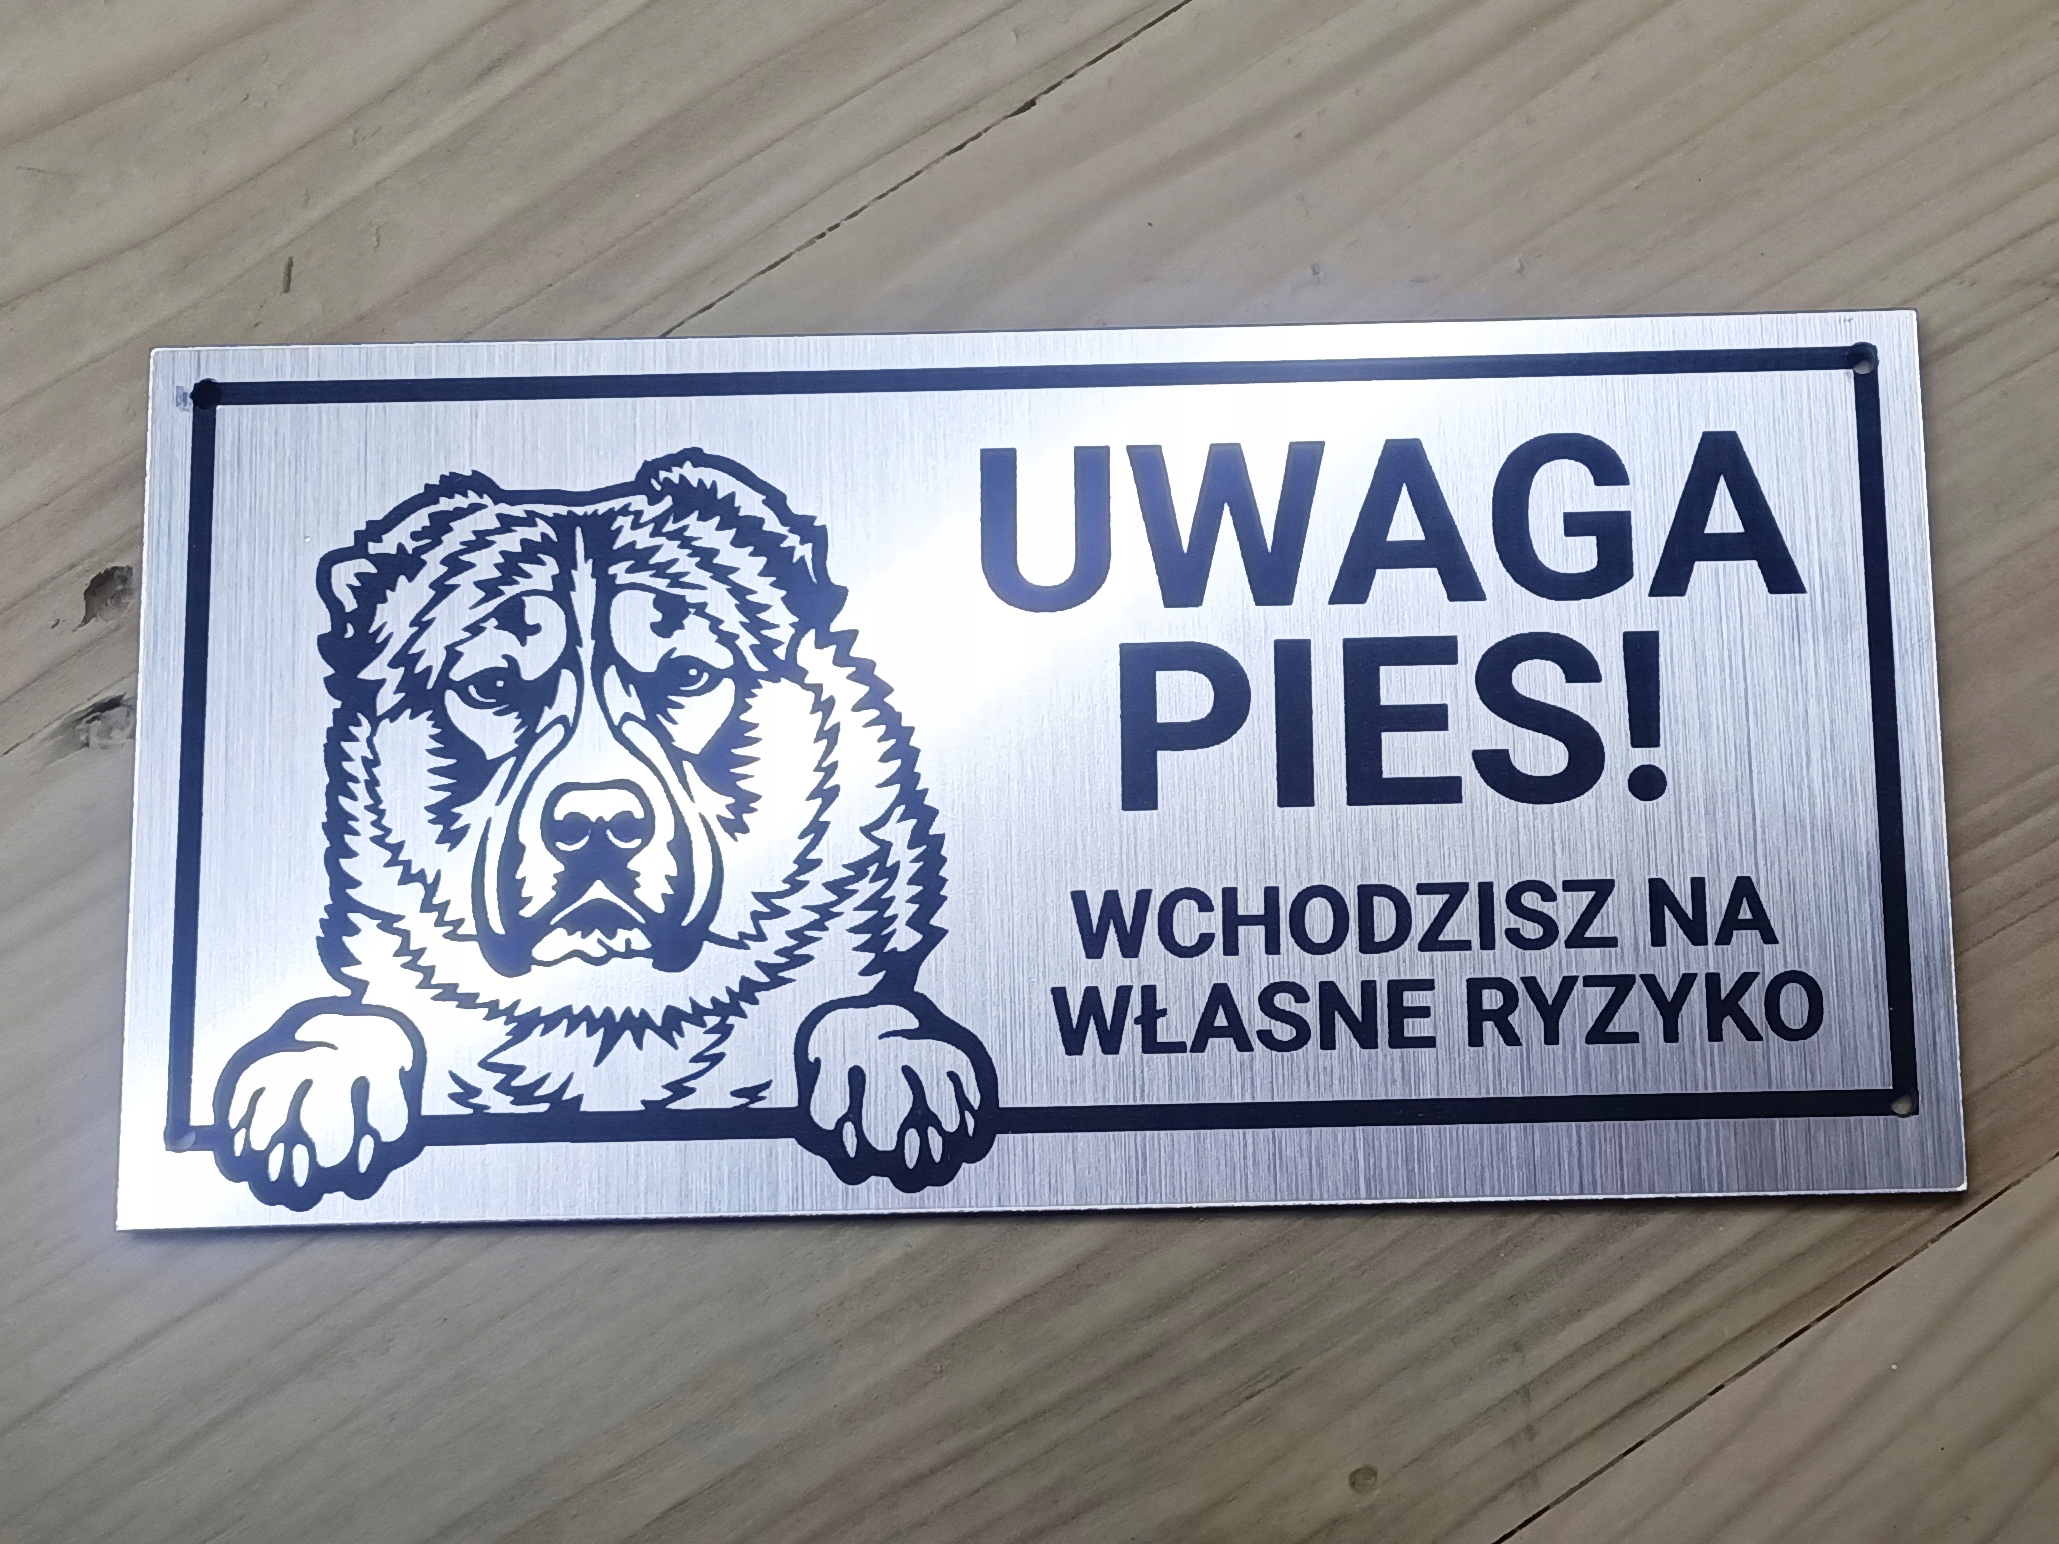 UWAGA
PIES!
WCHODZISZ NA
WŁASNE RYZYKO